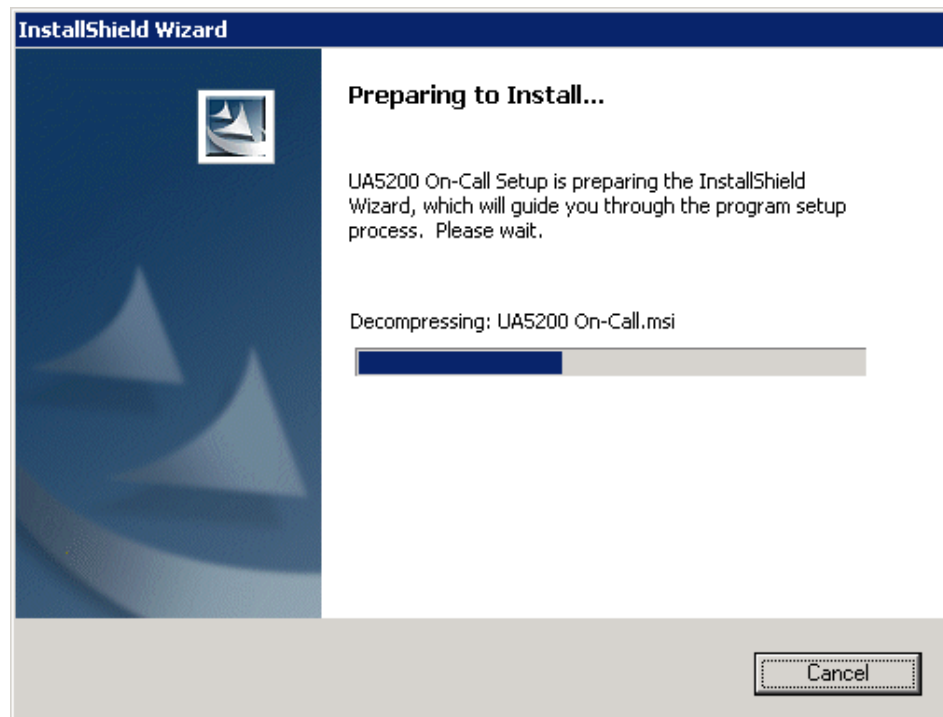 InstallShield Wizard
Preparing to Install...
UA5200 On-Call Setup is preparing the InstallShield
Wizard, which will guide you through the program setup
process.  Please wait.
Decompressing: UA5200 On-Call.msi
Cancel